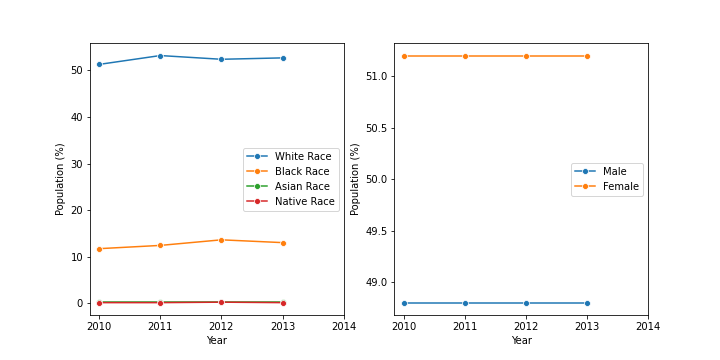 50
40
30
20
10
0
Population (%)
2010 2011 2012 2013 2014
Year
White Race
Black Race
Asian Race
Native Race
51.0
50.5
50.0
49.5
49.0
Population (%)
2010 2011 2012 2013 2014
Year
Male
Female